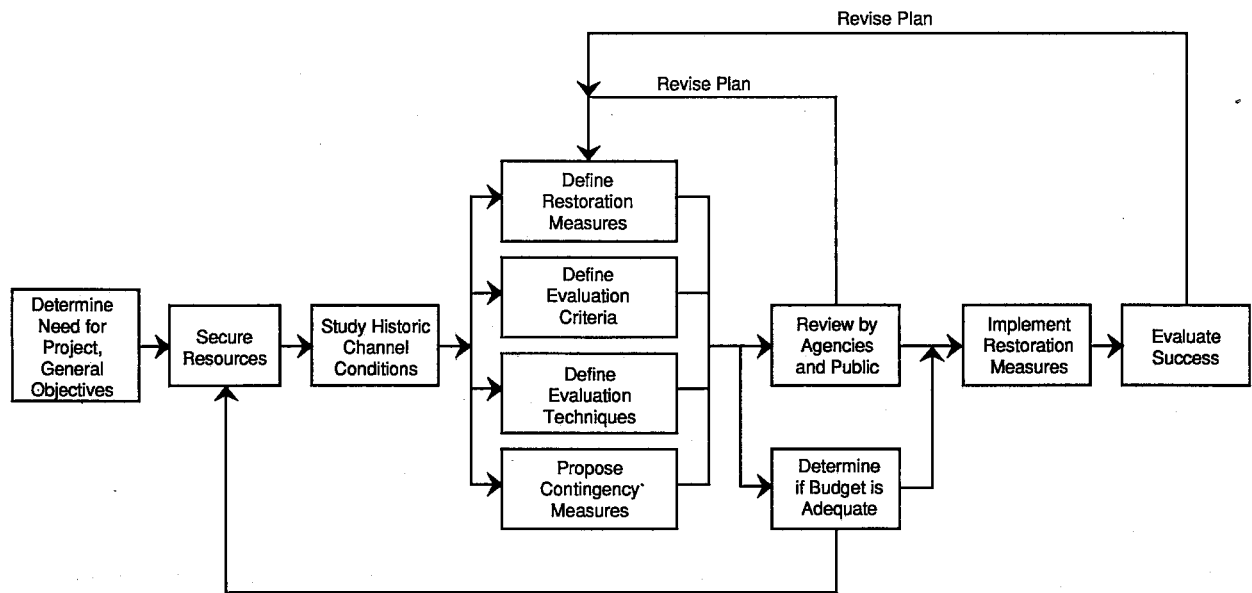 Revise Plan
Revise Plan
Define
Restoration
Measures
Define
Evaluation
Criteria
Define
Evaluation
Techniques
Propose
Contingency
Measures
Determine
Need for
Project,
General
Objectives
Secure
Resources
Study Historic
Channel
Conditions
Review by
Agencies
and Public
Determine
if Budget is
Adequate
Implement
Restoration
Measures
Evaluate
Success